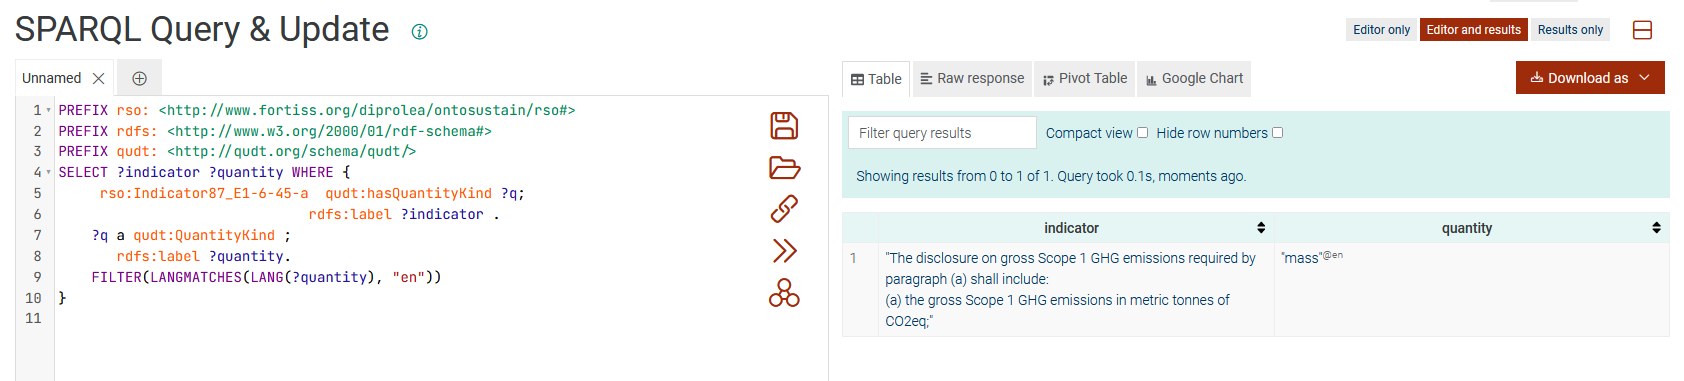 SPARQL Query & Update
Editor only
Editor and results
Results only
Unnamed
1 PREFIX rso: <http://www.fortiss.org/diprolea/ontosustain/rso#>
2 PREFIX rdfs: <http://www.w3.org/2000/01/rdf-schema#>
3 PREFIX qudt: <http://qudt.org/schema/qudt/>
4 SELECT ?indicator ?quantity WHERE {
5 rso:Indicator87_E1-6-45-a qudt:hasQuantityKind ?q;
6 rdfs:label ?indicator .
7 ?q a qudt:QuantityKind ;
8 rdfs:label ?quantity.
9 FILTER(LANGMATCHES(LANG(?quantity), "en"))
10 }
11
Table
Raw response
Pivot Table
Google Chart
Download as
Filter query results
Compact view
Hide row numbers
Showing results from 0 to 1 of 1. Query took 0.1s, moments ago.
indicator
quantity
1
"The disclosure on gross Scope 1 GHG emissions required by
paragraph (a) shall include:
(a) the gross Scope 1 GHG emissions in metric tonnes of
CO2eq;"
"mass"@en